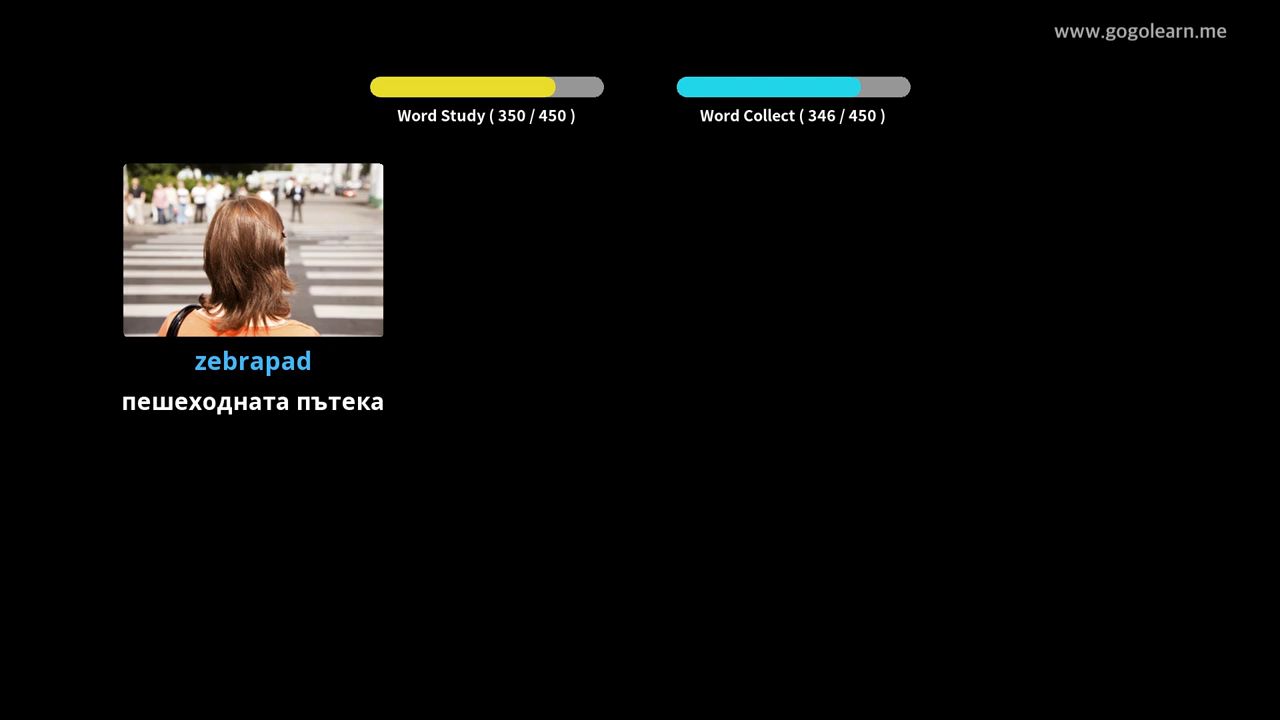 www.gogolearn.me
Word Study ( 350 / 450 )
Word Collect ( 346 / 450 )
zebrapad
пешеходната пътека